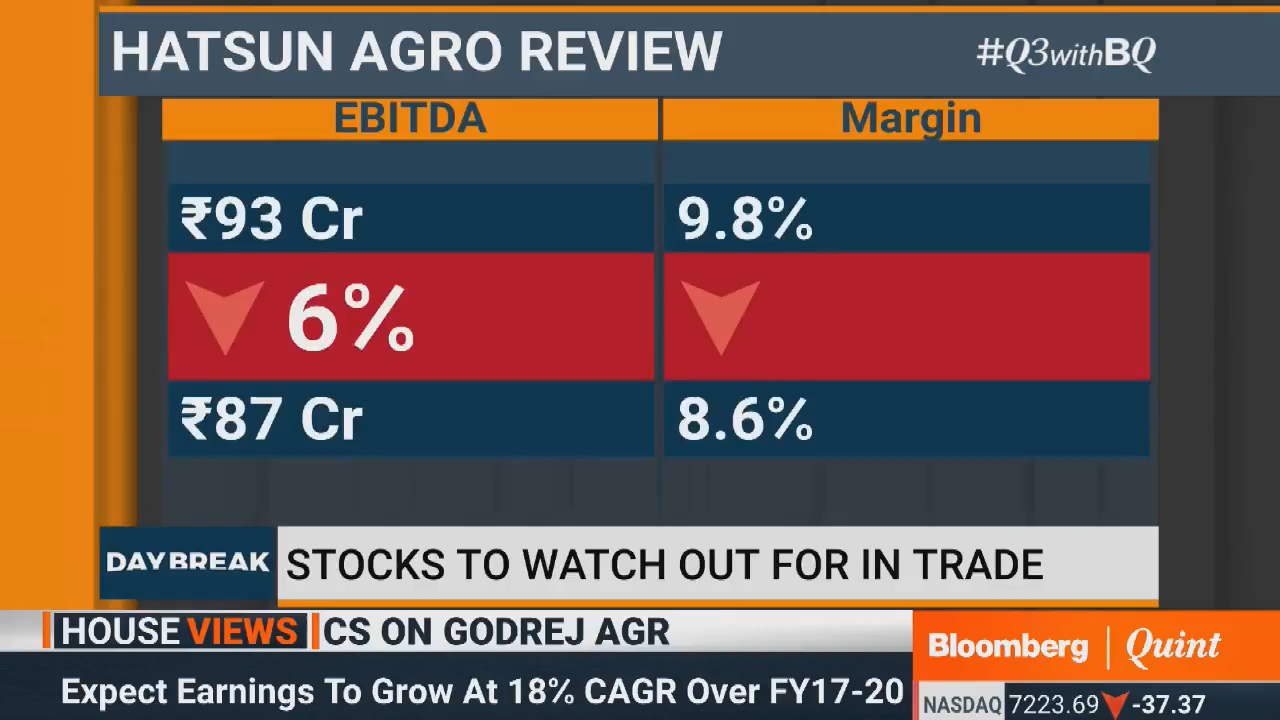 HATSUN AGRO REVIEW
#Q3withBQ
EBITDA
Margin
₹93 Cr
9.8%
6%
₹87 Cr
8.6%
DAYBREAK
STOCKS TO WATCH OUT FOR IN TRADE
HOUSE VIEWS
CS ON GODREJ AGR
Bloomberg | Quint
Expect Earnings To Grow At 18% CAGR Over FY17-20
NASDAQ 7223.69 -37.37